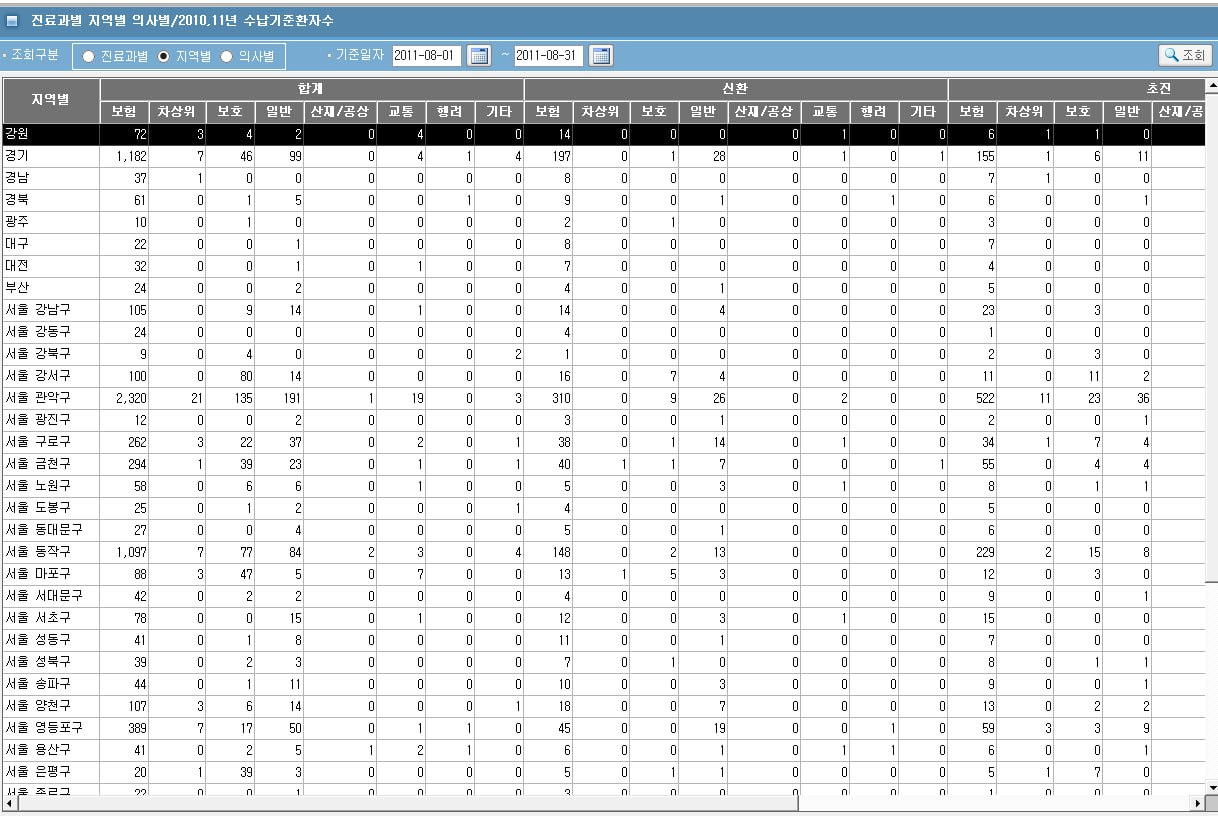 진료과별 지역별 의사별/2010,11년 수납기준환자수
· 조회구분 진료과별 지역별 의사별 · 기준일자 2011-08-01 ~ 2011-08-31 조회
지역별 합계 신환 초진
보험 차상위 보호 일반 산재/공상 교통 행려 기타 보험 차상위 보호 일반 산재/공상 교통 행려 기타 보험 차상위 보호 일반 산재/공
강원 72 3 4 2 0 4 0 0 14 0 0 0 0 1 0 0 6 1 1 0
경기 1,182 7 46 99 0 4 1 4 197 0 1 28 0 1 0 1 155 1 6 11
경남 37 1 0 0 0 0 0 0 8 0 0 0 0 0 0 0 7 1 0 0
경북 61 0 1 5 0 0 1 0 9 0 0 1 0 0 1 0 6 0 0 1
광주 10 0 1 0 0 0 0 0 2 0 1 0 0 0 0 0 3 0 0 0
대구 22 0 0 1 0 0 0 0 8 0 0 0 0 0 0 0 7 0 0 0
대전 32 0 0 1 0 1 0 0 7 0 0 0 0 0 0 0 4 0 0 0
부산 24 0 0 2 0 0 0 0 4 0 0 1 0 0 0 0 5 0 0 0
서울 강남구 105 0 9 14 0 1 0 0 14 0 0 4 0 0 0 0 23 0 3 0
서울 강동구 24 0 0 0 0 0 0 0 4 0 0 0 0 0 0 0 1 0 0 0
서울 강북구 9 0 4 0 0 0 0 2 1 0 0 0 0 0 0 0 2 0 3 0
서울 강서구 100 0 80 14 0 0 0 0 16 0 7 4 0 0 0 0 11 0 11 2
서울 관악구 2,320 21 135 191 1 19 0 3 310 0 9 26 0 2 0 0 522 11 23 36
서울 광진구 12 0 0 2 0 0 0 0 3 0 0 1 0 0 0 0 2 0 0 1
서울 구로구 262 3 22 37 0 2 0 1 38 0 1 14 0 1 0 0 34 1 7 4
서울 금천구 294 1 39 23 0 1 0 1 40 1 1 7 0 0 0 1 55 0 4 4
서울 노원구 58 0 6 6 0 1 0 0 5 0 0 3 0 1 0 0 8 0 1 1
서울 도봉구 25 0 1 2 0 0 0 1 4 0 0 0 0 0 0 0 5 0 0 0
서울 동대문구 27 0 0 4 0 0 0 0 5 0 0 1 0 0 0 0 6 0 0 0
서울 동작구 1,097 7 77 84 2 3 0 4 148 0 2 13 0 0 0 0 229 2 15 8
서울 마포구 88 3 47 5 0 7 0 0 13 1 5 3 0 0 0 0 12 0 3 0
서울 서대문구 42 0 2 2 0 0 0 0 4 0 0 0 0 0 0 0 9 0 0 1
서울 서초구 78 0 0 15 0 1 0 0 12 0 0 3 0 1 0 0 15 0 0 0
서울 성동구 41 0 1 8 0 0 0 0 11 0 0 1 0 0 0 0 7 0 0 0
서울 성북구 39 0 2 3 0 0 0 0 7 0 1 0 0 0 0 0 8 0 1 1
서울 송파구 44 0 1 11 0 0 0 0 10 0 0 3 0 0 0 0 9 0 0 1
서울 양천구 107 3 6 14 0 0 0 1 18 0 0 7 0 0 0 0 13 0 2 2
서울 영등포구 389 7 17 50 0 1 1 0 45 0 0 19 0 0 1 0 59 3 3 9
서울 용산구 41 0 2 5 1 2 1 0 6 0 0 1 0 1 1 0 6 0 0 1
서울 은평구 20 1 39 3 0 0 0 0 5 0 1 1 0 0 0 0 5 1 7 0
서울 종로구 22 0 0 1 0 0 0 0 3 0 0 0 0 0 0 0 1 0 0 0